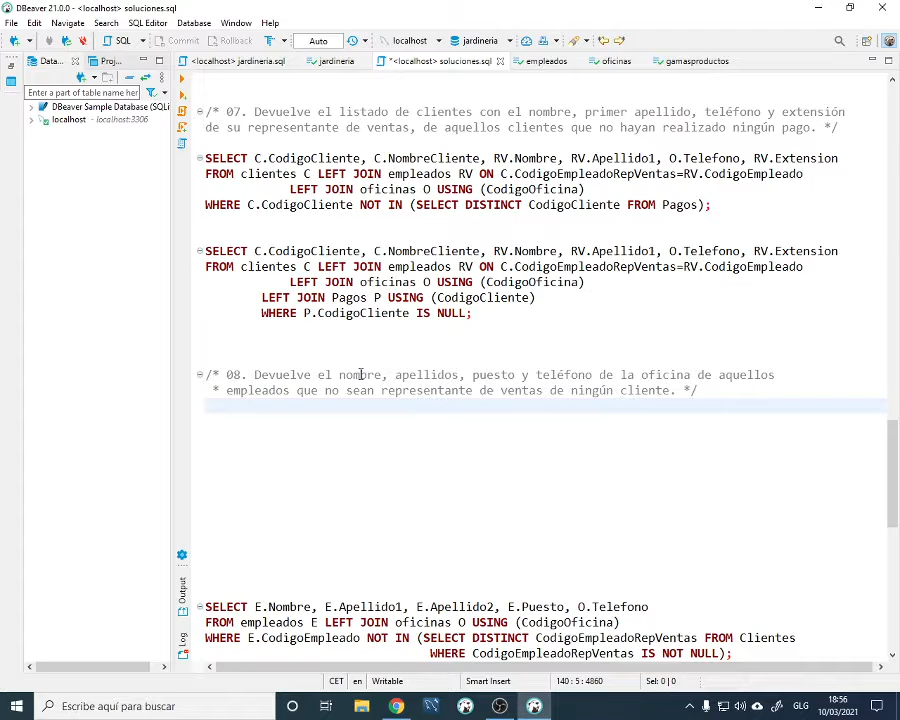 DBeaver 21.0.0 - <localhost> soluciones.sql
File Edit Navigate Search SQL Editor Database Window Help
SQL Commit Rollback Auto localhost jardineria
Data... Proj... <localhost> jardineria.sql jardineria *<localhost> soluciones.sql empleados oficinas gamasproductos
Enter a part of table name her
DBeaver Sample Database (SQLi
localhost - localhost:3306
/* 07. Devuelve el listado de clientes con el nombre, primer apellido, teléfono y extensión
de su representante de ventas, de aquellos clientes que no hayan realizado ningún pago. */
SELECT C.CodigoCliente, C.NombreCliente, RV.Nombre, RV.Apellido1, O.Telefono, RV.Extension
FROM clientes C LEFT JOIN empleados RV ON C.CodigoEmpleadoRepVentas=RV.CodigoEmpleado
LEFT JOIN oficinas O USING (CodigoOficina)
WHERE C.CodigoCliente NOT IN (SELECT DISTINCT CodigoCliente FROM Pagos);
SELECT C.CodigoCliente, C.NombreCliente, RV.Nombre, RV.Apellido1, O.Telefono, RV.Extension
FROM clientes C LEFT JOIN empleados RV ON C.CodigoEmpleadoRepVentas=RV.CodigoEmpleado
LEFT JOIN oficinas O USING (CodigoOficina)
LEFT JOIN Pagos P USING (CodigoCliente)
WHERE P.CodigoCliente IS NULL;
/* 08. Devuelve el nombre, apellidos, puesto y teléfono de la oficina de aquellos
* empleados que no sean representante de ventas de ningún cliente. */
Output
Log
SELECT E.Nombre, E.Apellido1, E.Apellido2, E.Puesto, O.Telefono
FROM empleados E LEFT JOIN oficinas O USING (CodigoOficina)
WHERE E.CodigoEmpleado NOT IN (SELECT DISTINCT CodigoEmpleadoRepVentas FROM Clientes
WHERE CodigoEmpleadoRepVentas IS NOT NULL);
CET en Writable Smart Insert 140 : 5 : 4860 Sel: 0 | 0
Escribe aquí para buscar GLG 18:56
10/03/2021